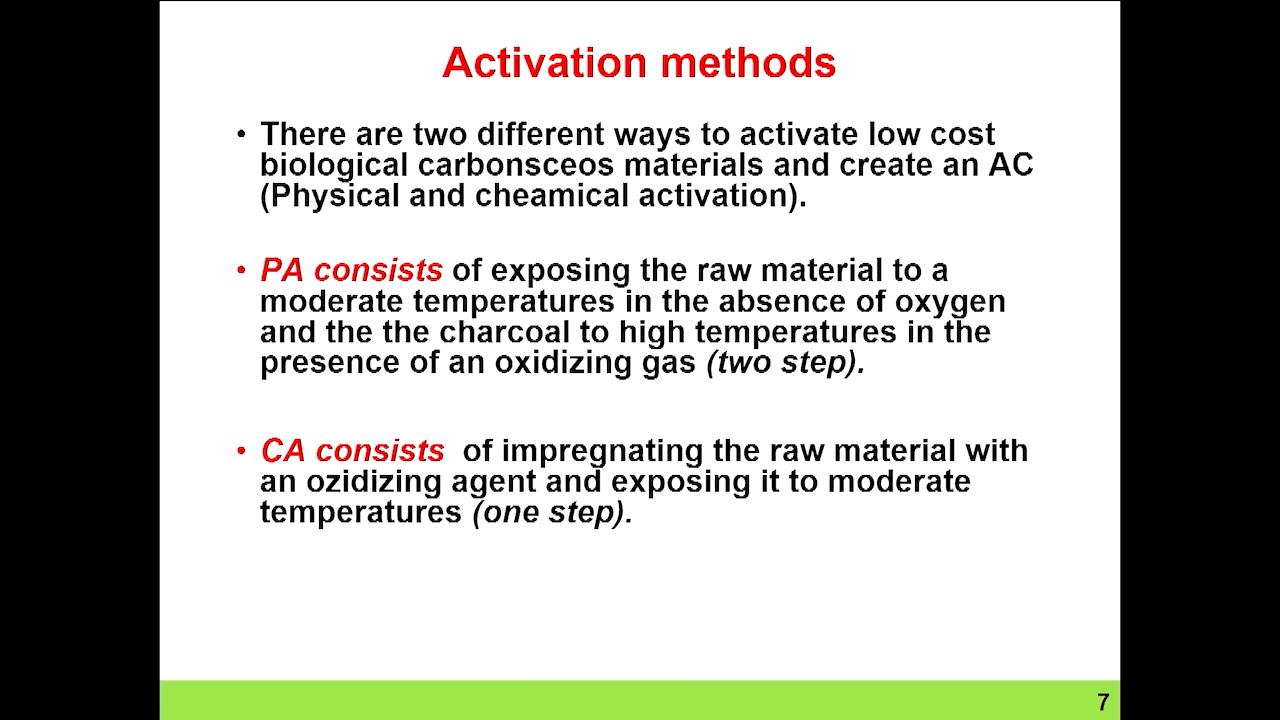 Activation methods
• There are two different ways to activate low cost
biological carbonsceos materials and create an AC
(Physical and cheamical activation).
• PA consists of exposing the raw material to a
moderate temperatures in the absence of oxygen
and the the charcoal to high temperatures in the
presence of an oxidizing gas (two step).
• CA consists  of impregnating the raw material with
an ozidizing agent and exposing it to moderate
temperatures (one step).
7